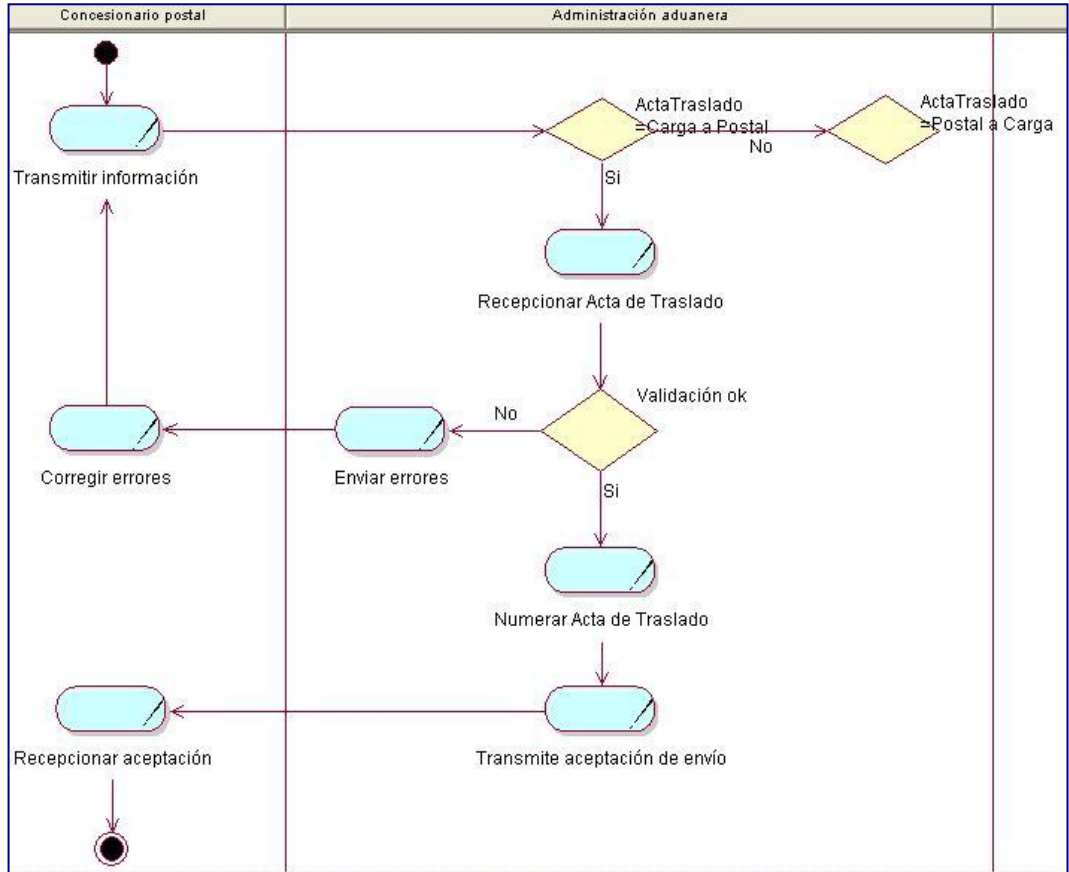 Concesionario postal
Administración aduanera
ActaTraslado
=Carga a Postal
No
ActaTraslado
=Postal a Carga
Transmitir información
Si
Recepcionar Acta de Traslado
Validación ok
No
Corregir errores
Enviar errores
Si
Numerar Acta de Traslado
Recepcionar aceptación
Transmite aceptación de envío